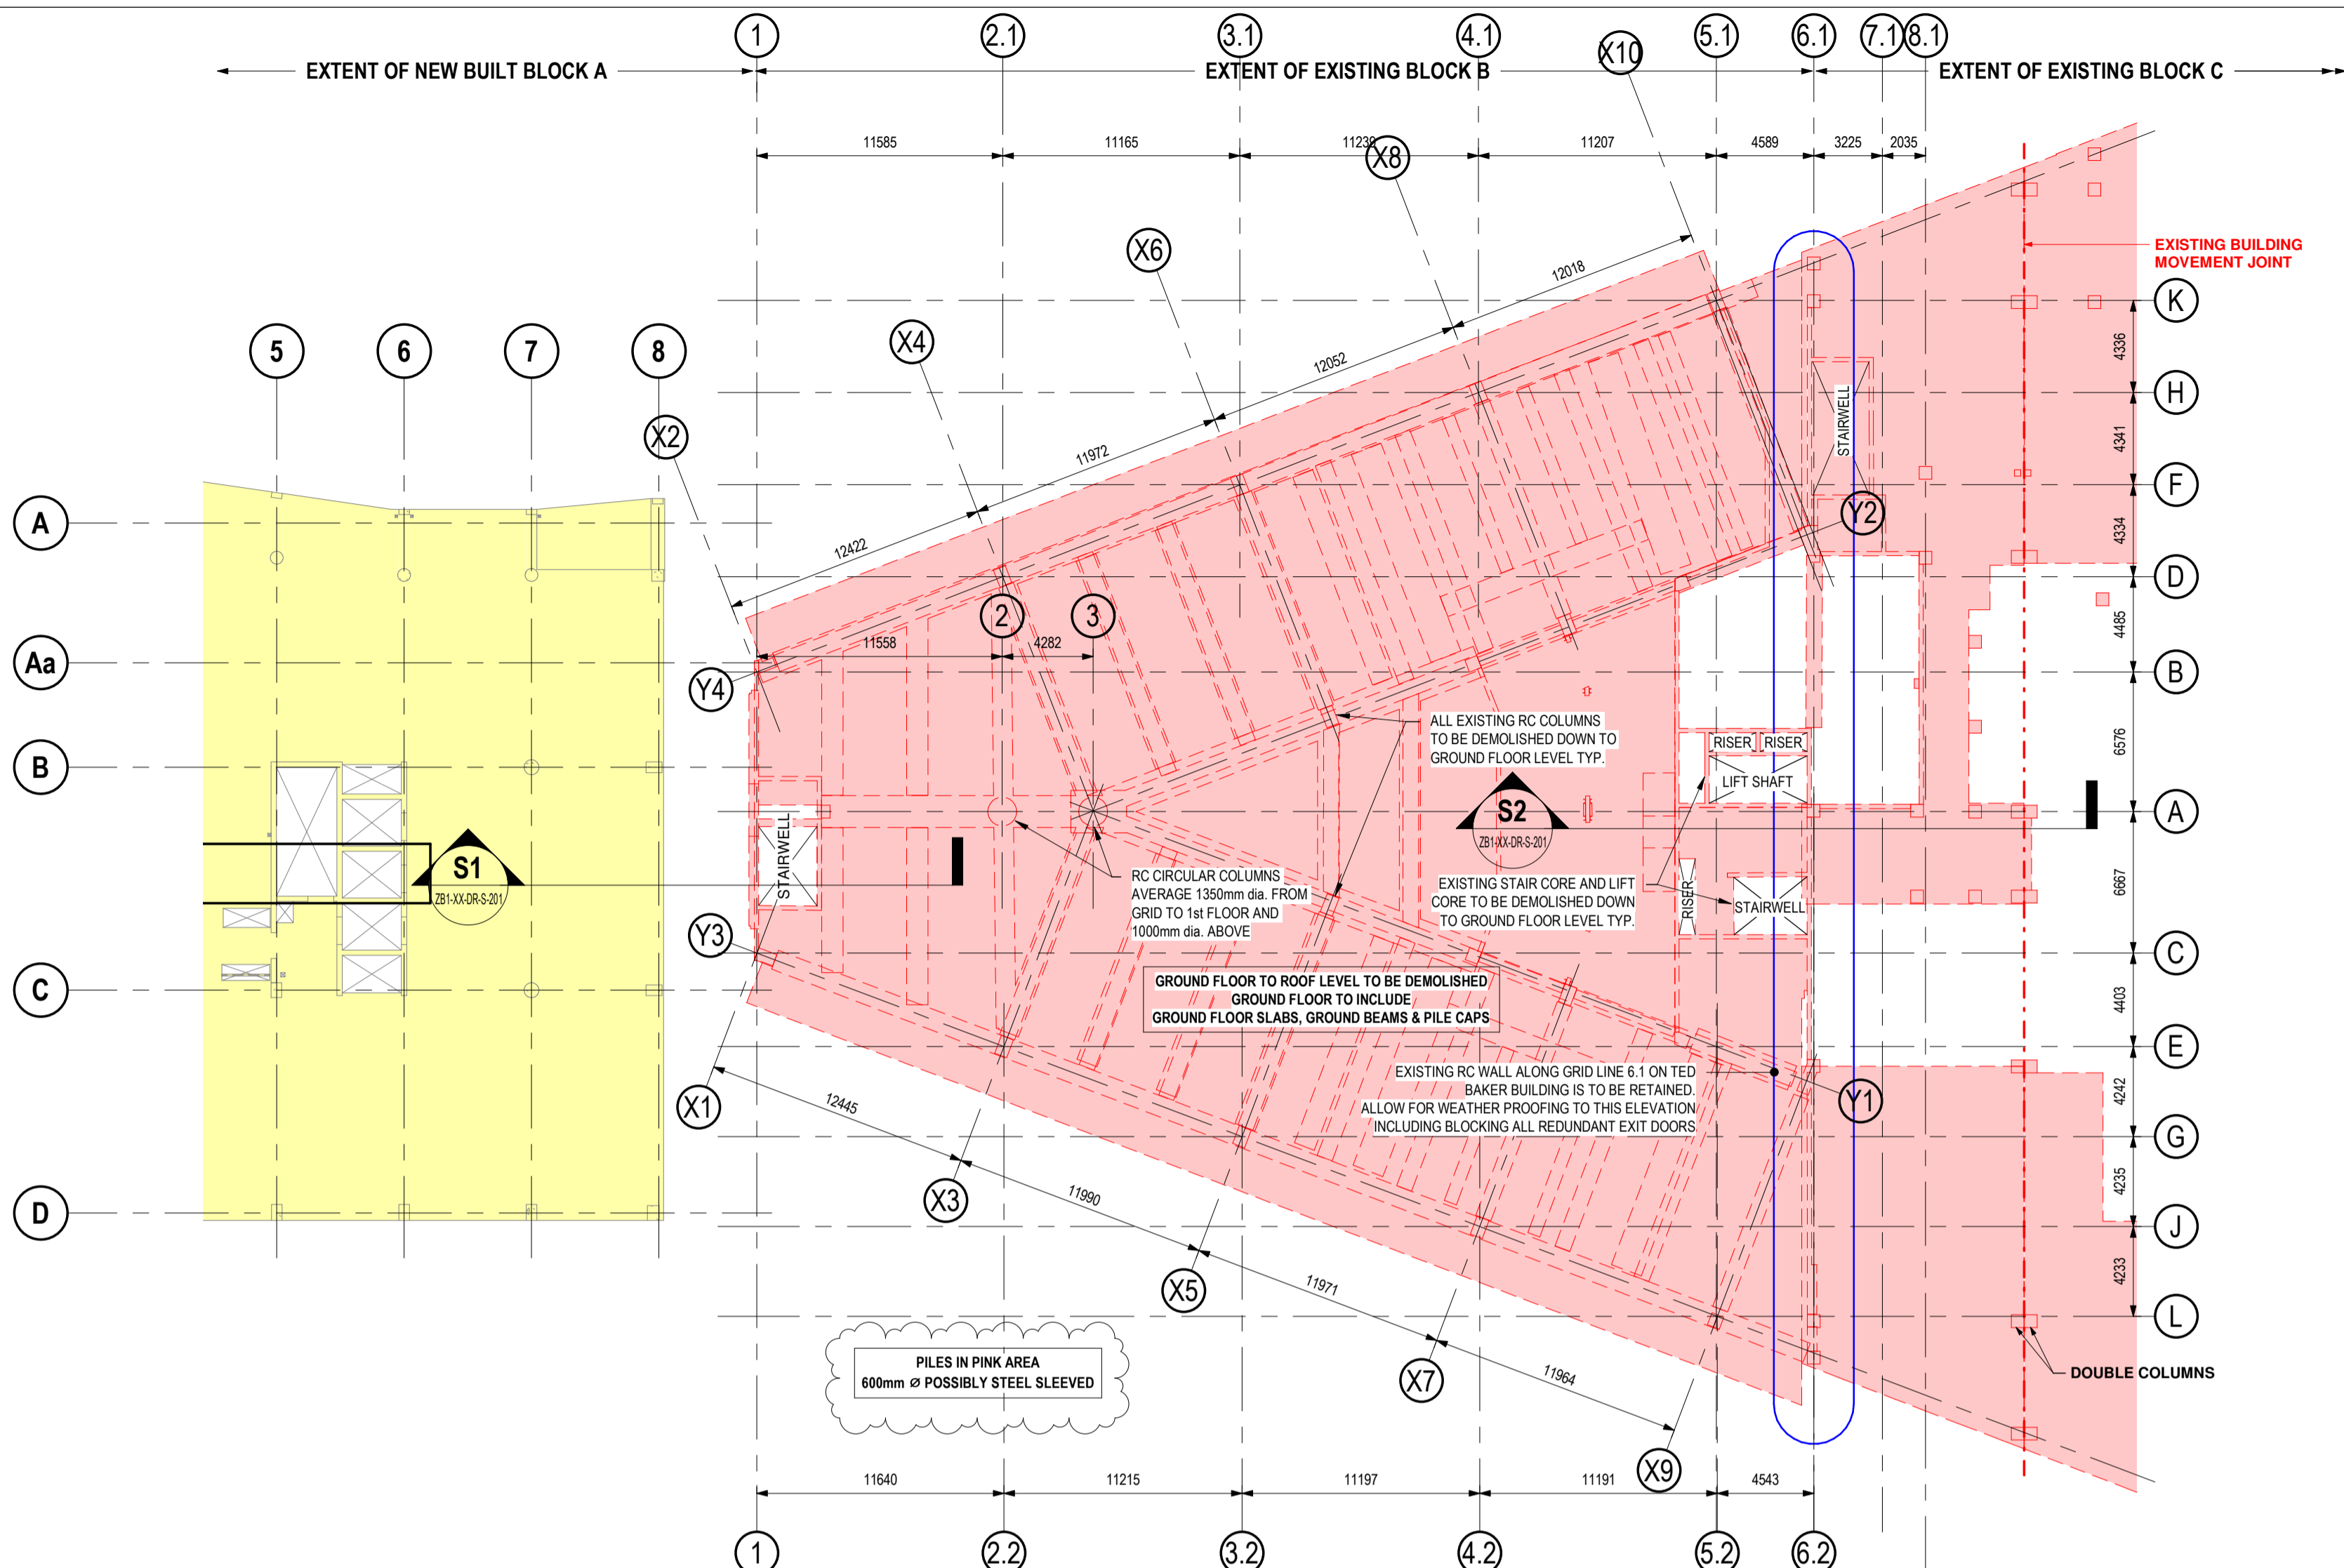 1
2.1
3.1
4.1
X10
5.1
6.1
7.1
8.1
EXTENT OF NEW BUILT BLOCK A
EXTENT OF EXISTING BLOCK B
EXTENT OF EXISTING BLOCK C
11585
11165
11207
4589
3225
2035
X8
X6
X4
X2
12018
12052
11972
12422
EXISTING BUILDING
MOVEMENT JOINT
K
4336
H
4341
F
4334
D
4485
B
6576
A
6667
C
4403
E
4242
G
4235
J
4233
L
5
6
7
8
A
Aa
B
C
D
STAIRWELL
Y2
2
3
11558
4282
Y4
ALL EXISTING RC COLUMNS
TO BE DEMOLISHED DOWN TO
GROUND FLOOR LEVEL TYP.
RISER
RISER
LIFT SHAFT
S2
ZB1-XX-DR-S-201
S1
ZB1-XX-DR-S-201
STAIRWELL
RC CIRCULAR COLUMNS
AVERAGE 1350mm dia. FROM
GRID TO 1st FLOOR AND
1000mm dia. ABOVE
EXISTING STAIR CORE AND LIFT
CORE TO BE DEMOLISHED DOWN
TO GROUND FLOOR LEVEL TYP.
RISER
STAIRWELL
Y3
GROUND FLOOR TO ROOF LEVEL TO BE DEMOLISHED
GROUND FLOOR TO INCLUDE
GROUND FLOOR SLABS, GROUND BEAMS & PILE CAPS
EXISTING RC WALL ALONG GRID LINE 6.1 ON TED
BAKER BUILDING IS TO BE RETAINED.
ALLOW FOR WEATHER PROOFING TO THIS ELEVATION
INCLUDING BLOCKING ALL REDUNDANT EXIT DOORS
Y1
X1
12445
X3
11990
X5
11971
X7
11964
X9
PILES IN PINK AREA
600mm Ø POSSIBLY STEEL SLEEVED
DOUBLE COLUMNS
11640
11215
11197
11191
4543
1
2.2
3.2
4.2
5.2
6.2